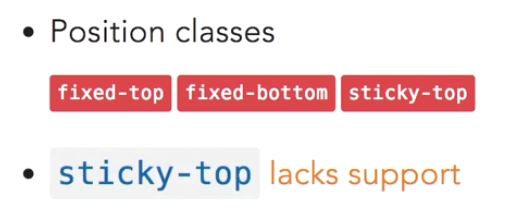 • Position classes
fixed-top fixed-bottom sticky-top
• sticky-top lacks support